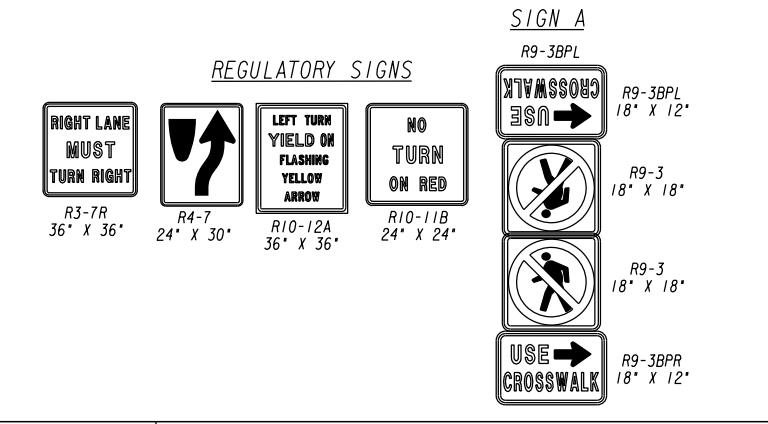 SIGN A
R9-3BPL
REGULATORY SIGNS
RIGHT LANE
MUST
TURN RIGHT
R3-7R
36" X 36"
R4-7
24" X 30"
LEFT TURN
YIELD ON
FLASHING
YELLOW
ARROW
R10-12A
36" X 36"
NO
TURN
ON RED
R10-11B
24" X 24"
USE
CROSSWALK
R9-3BPL
18" X 12"
R9-3
18" X 18"
R9-3
18" X 18"
USE
CROSSWALK
R9-3BPR
18" X 12"